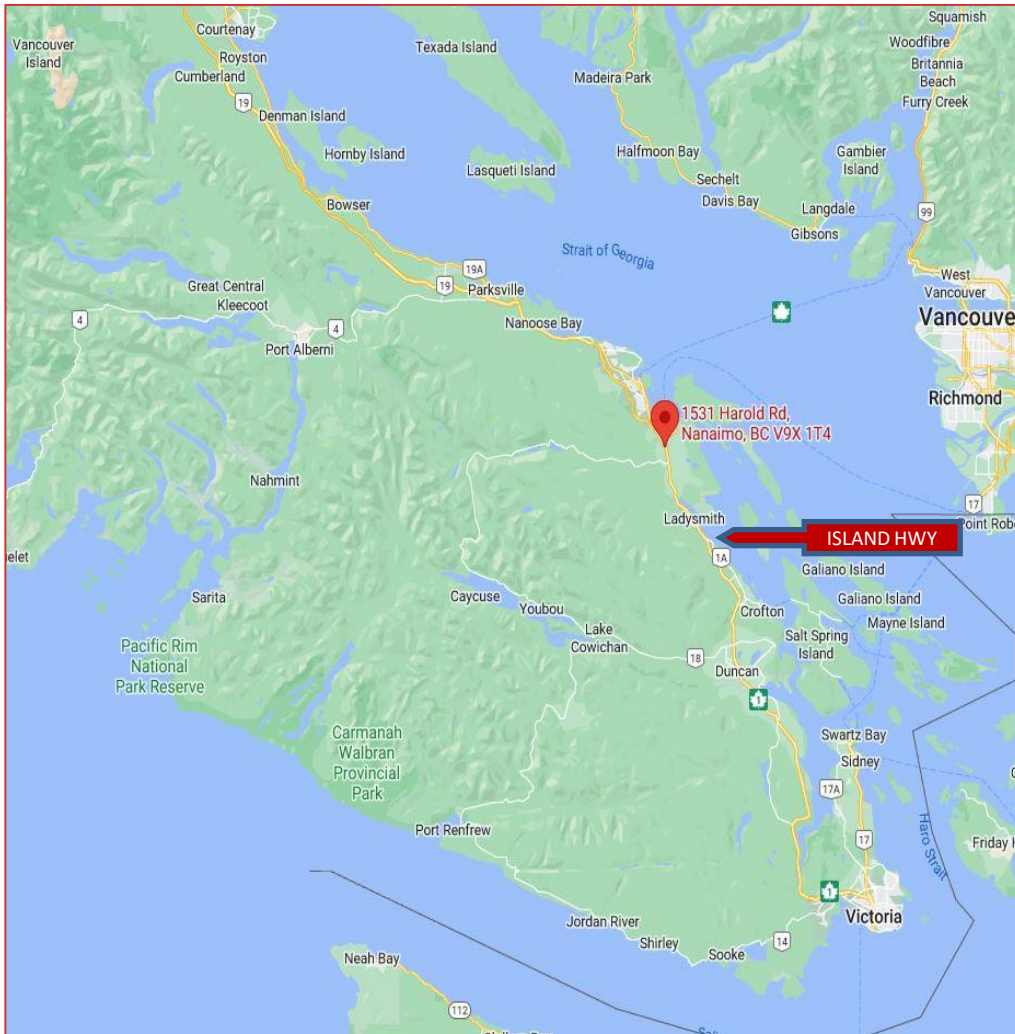 Courtenay
Squamish
Vancouver
Island
Texada Island
Woodfibre
Royston
Britannia
Beach
Cumberland
Madeira Park
19
Furry Creek
Denman Island
Hornby Island
Halfmoon Bay
Gambier
Island
Lasqueti Island
Sechelt
Bowser
Davis Bay
Langdale
99
Gibsons
Strait of Georgia
19A
West
Vancouver
Great Central
19
Parksville
Kleecoot
4
4
Nanoose Bay
Vancouve
Port Alberni
Richmond
1531 Harold Rd,
Nanaimo, BC V9X 1T4
Nahmint
17
Ladysmith
Point Rob
ISLAND HWY
elet
1A
Galiano Island
Sarita
Caycuse
Youbou
Crofton
Galiano Island
Mayne Island
Lake
Cowichan
Salt Spring
Island
Pacific Rim
National
Park Reserve
18
Duncan
1
Carmanah
Walbran
Provincial
Park
Swartz Bay
Sidney
17A
Port Renfrew
17
Haro Strait
Friday H
1
Victoria
Jordan River
Shirley
Sooke
14
Neah Bay
112